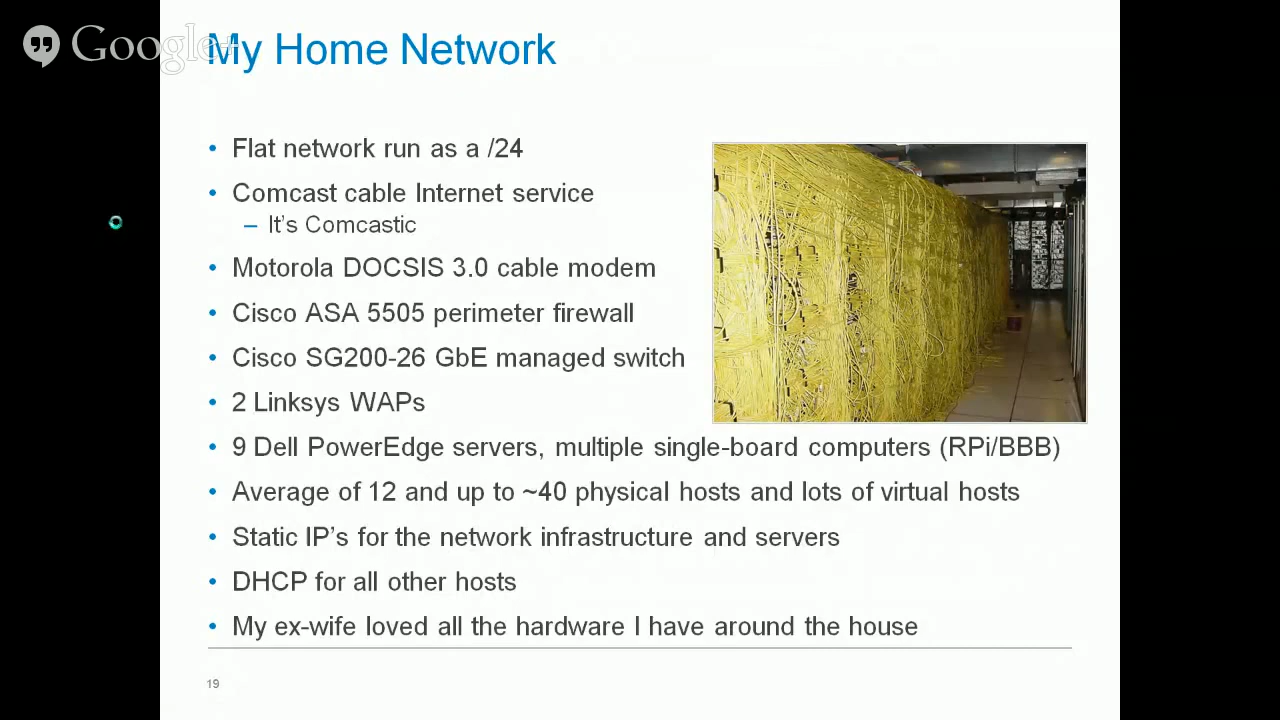 Google+
My Home Network
• Flat network run as a /24
• Comcast cable Internet service
– It's Comcastic
• Motorola DOCSIS 3.0 cable modem
• Cisco ASA 5505 perimeter firewall
• Cisco SG200-26 GbE managed switch
• 2 Linksys WAPs
• 9 Dell PowerEdge servers, multiple single-board computers (RPi/BBB)
• Average of 12 and up to ~40 physical hosts and lots of virtual hosts
• Static IP's for the network infrastructure and servers
• DHCP for all other hosts
• My ex-wife loved all the hardware I have around the house
19